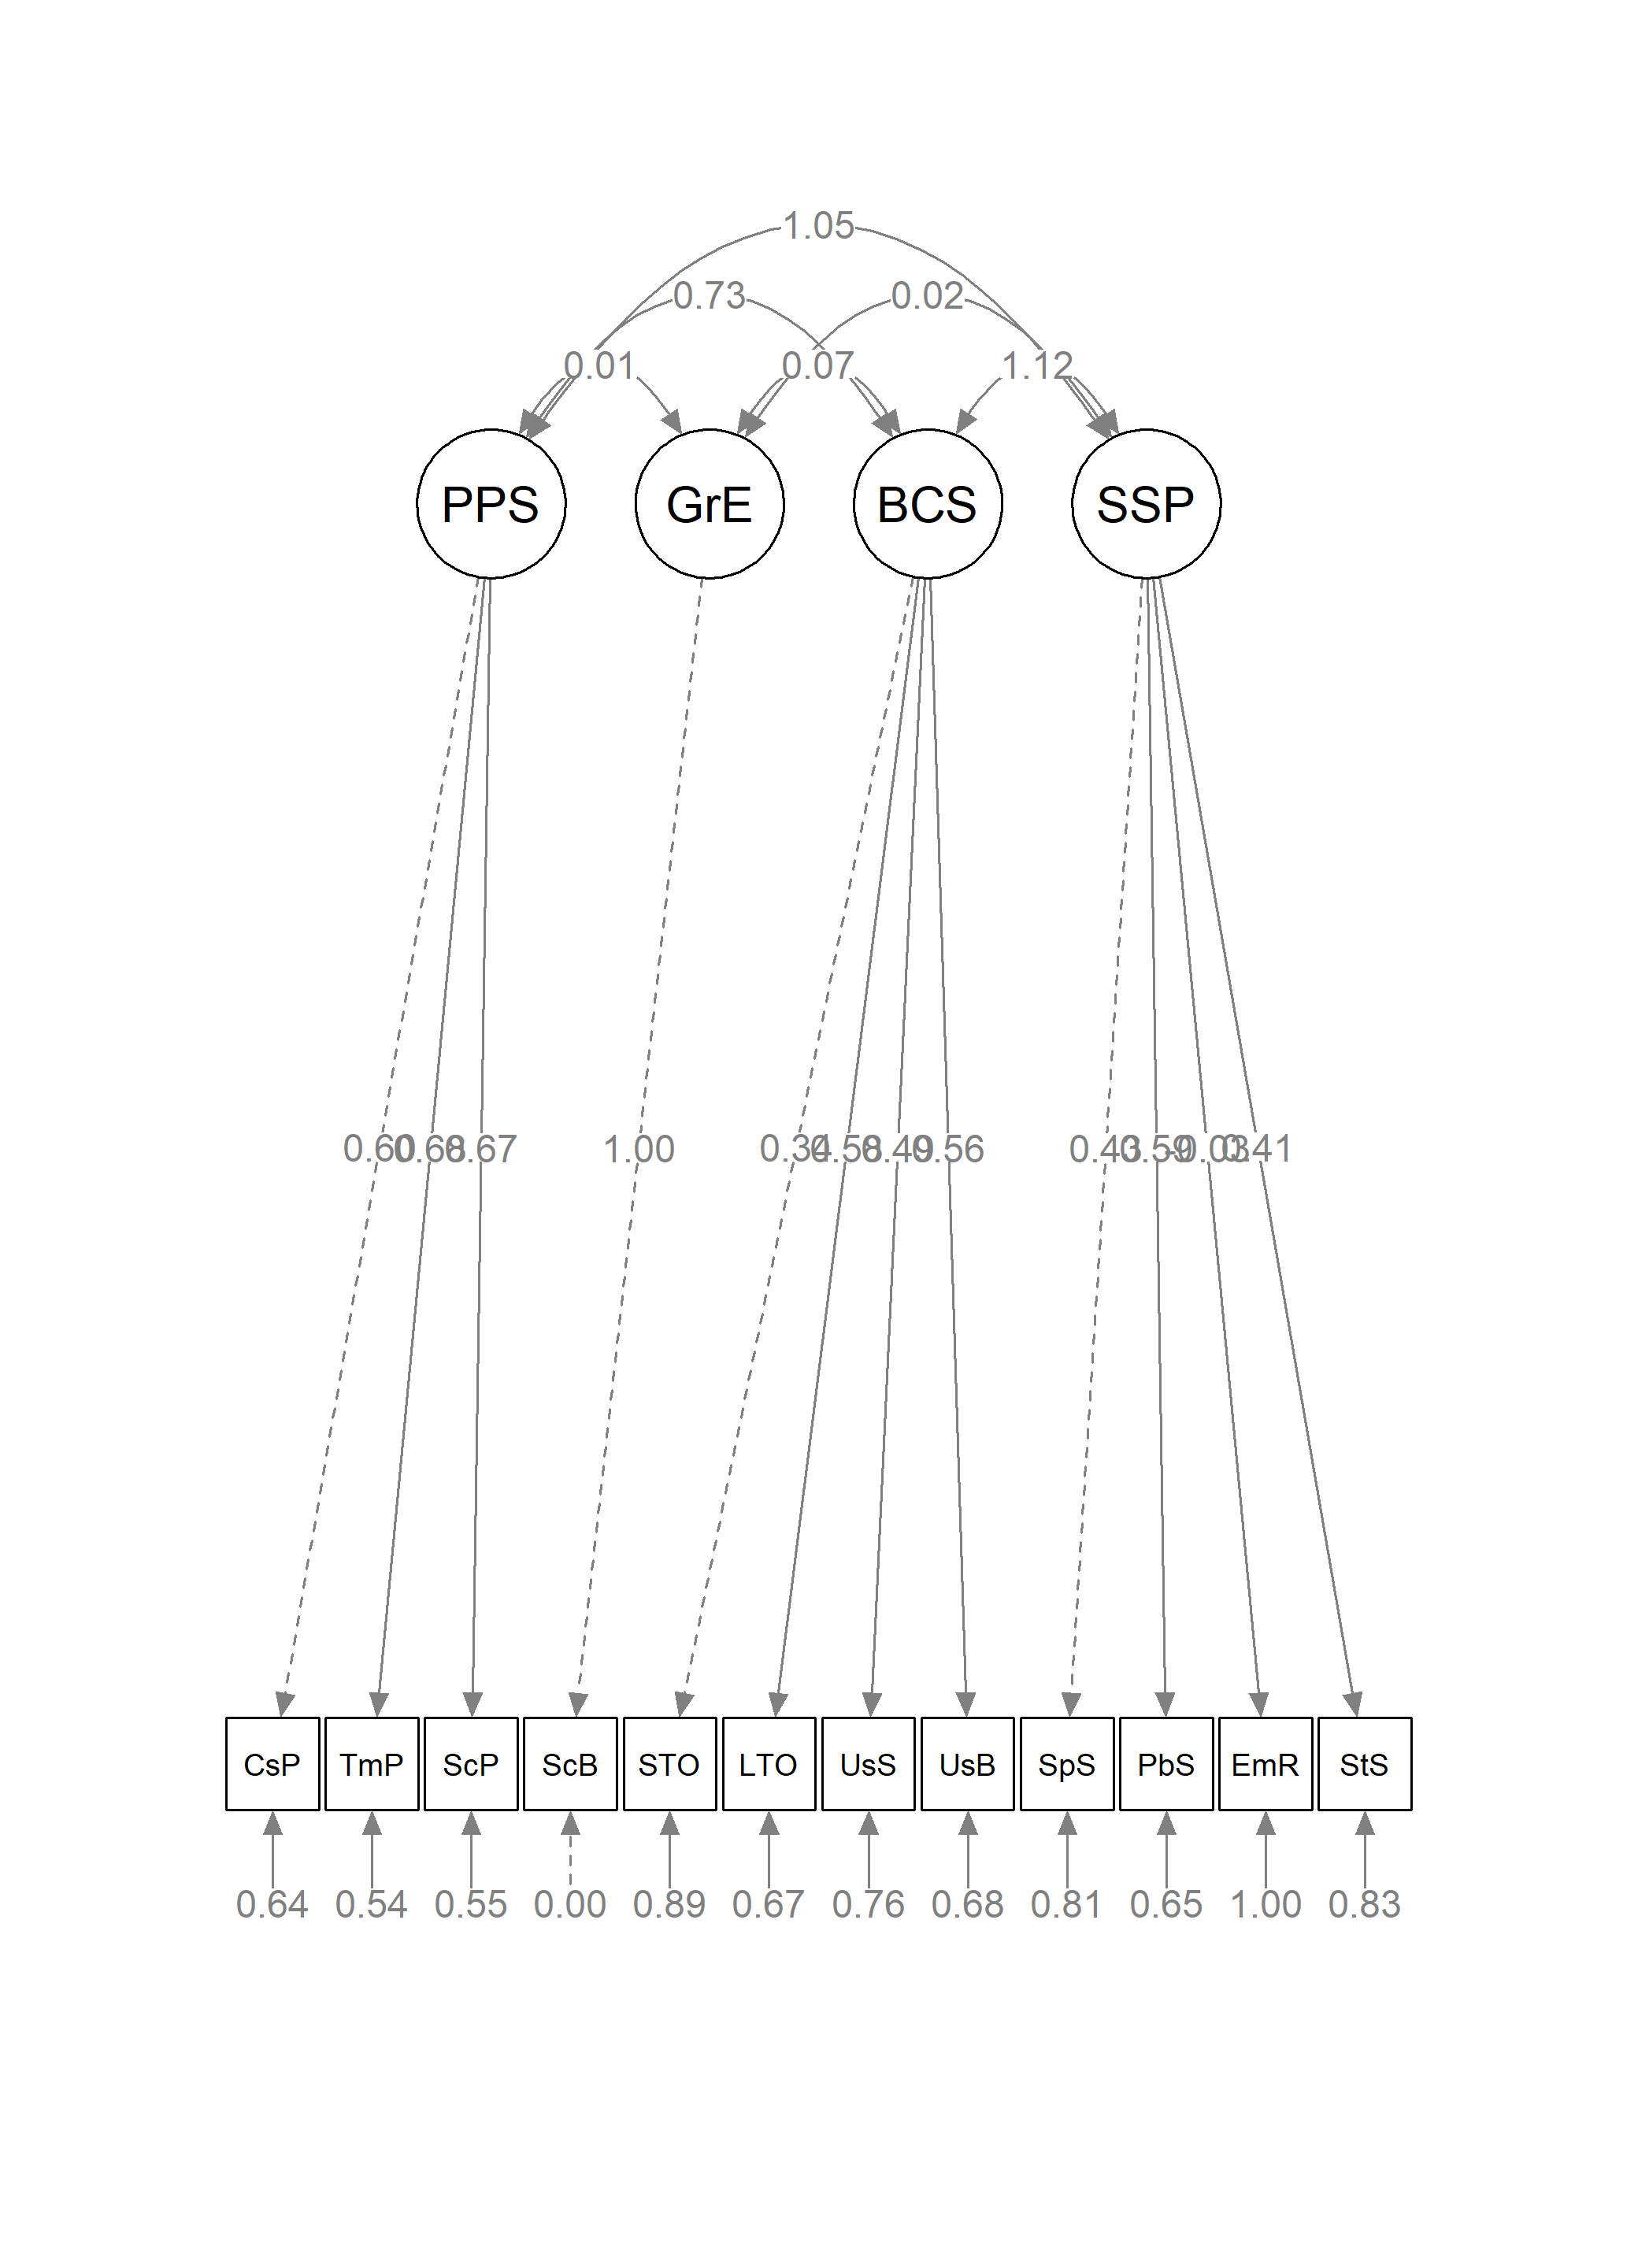 1.05
0.73 0.02
0.01 0.07 1.12
PPS GrE BCS SSP
0.60 0.68 0.67 1.00 0.34 0.58 0.49 0.56 0.43 0.59 -0.03 0.41
CsP TmP ScP ScB STO LTO UsS UsB SpS PbS EmR StS
0.64 0.54 0.55 0.00 0.89 0.67 0.76 0.68 0.81 0.65 1.00 0.83